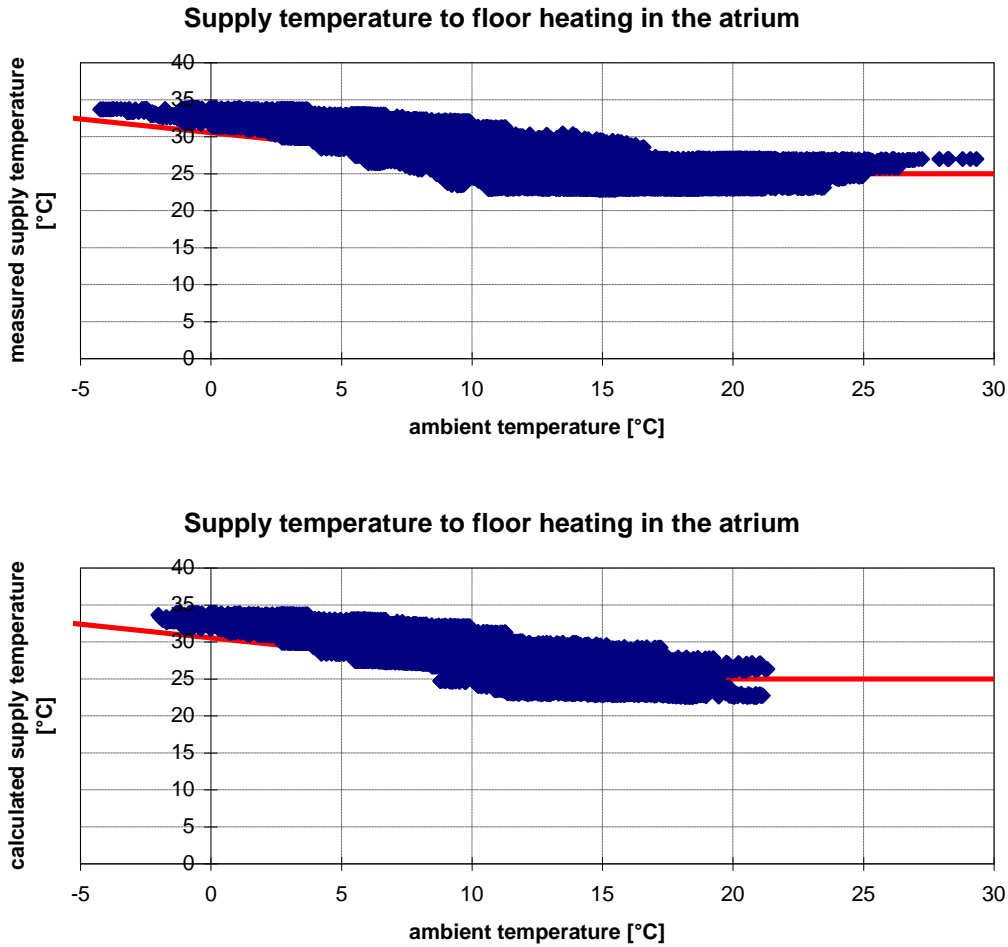 Supply temperature to floor heating in the atrium
measured supply temperature
[°C]
40
35
30
25
20
15
10
5
0
-5 0 5 10 15 20 25 30
ambient temperature [°C]
Supply temperature to floor heating in the atrium
calculated supply temperature
[°C]
40
35
30
25
20
15
10
5
0
-5 0 5 10 15 20 25 30
ambient temperature [°C]